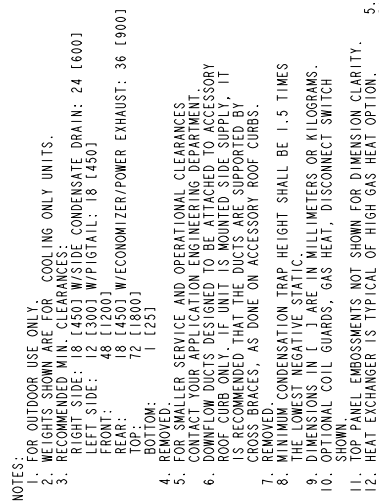 NOTES:
1. FOR OUTDOOR USE ONLY.
2. WEIGHTS SHOWN ARE FOR COOLING ONLY UNITS.
3. RECOMMENDED MIN. CLEARANCES:
RIGHT SIDE: 18 [450] W/SIDE CONDENSATE DRAIN: 24 [600]
LEFT SIDE: 12 [300] W/PIGTAIL: 18 [450]
FRONT: 48 [1200]
REAR: 18 [450] W/ECONOMIZER/POWER EXHAUST: 36 [900]
TOP: 72 [1800]
BOTTOM: 1 [25]
4. REMOVED.
5. FOR SMALLER SERVICE AND OPERATIONAL CLEARANCES
CONTACT YOUR APPLICATION ENGINEERING DEPARTMENT.
6. DOWNFLOW DUCTS DESIGNED TO BE ATTACHED TO ACCESSORY
ROOF CURB ONLY. IF UNIT IS MOUNTED SIDE SUPPLY, IT
IS RECOMMENDED THAT THE DUCTS ARE SUPPORTED BY
CROSS BRACES, AS DONE ON ACCESSORY ROOF CURBS.
7. REMOVED.
8. MINIMUM CONDENSATION TRAP HEIGHT SHALL BE 1.5 TIMES
THE LOWEST NEGATIVE STATIC.
9. DIMENSIONS IN [ ] ARE IN MILLIMETERS OR KILOGRAMS.
10. OPTIONAL COIL GUARDS, GAS HEAT, DISCONNECT SWITCH
SHOWN.
11. TOP PANEL EMBOSSMENTS NOT SHOWN FOR DIMENSION CLARITY.
12. HEAT EXCHANGER IS TYPICAL OF HIGH GAS HEAT OPTION.
5.